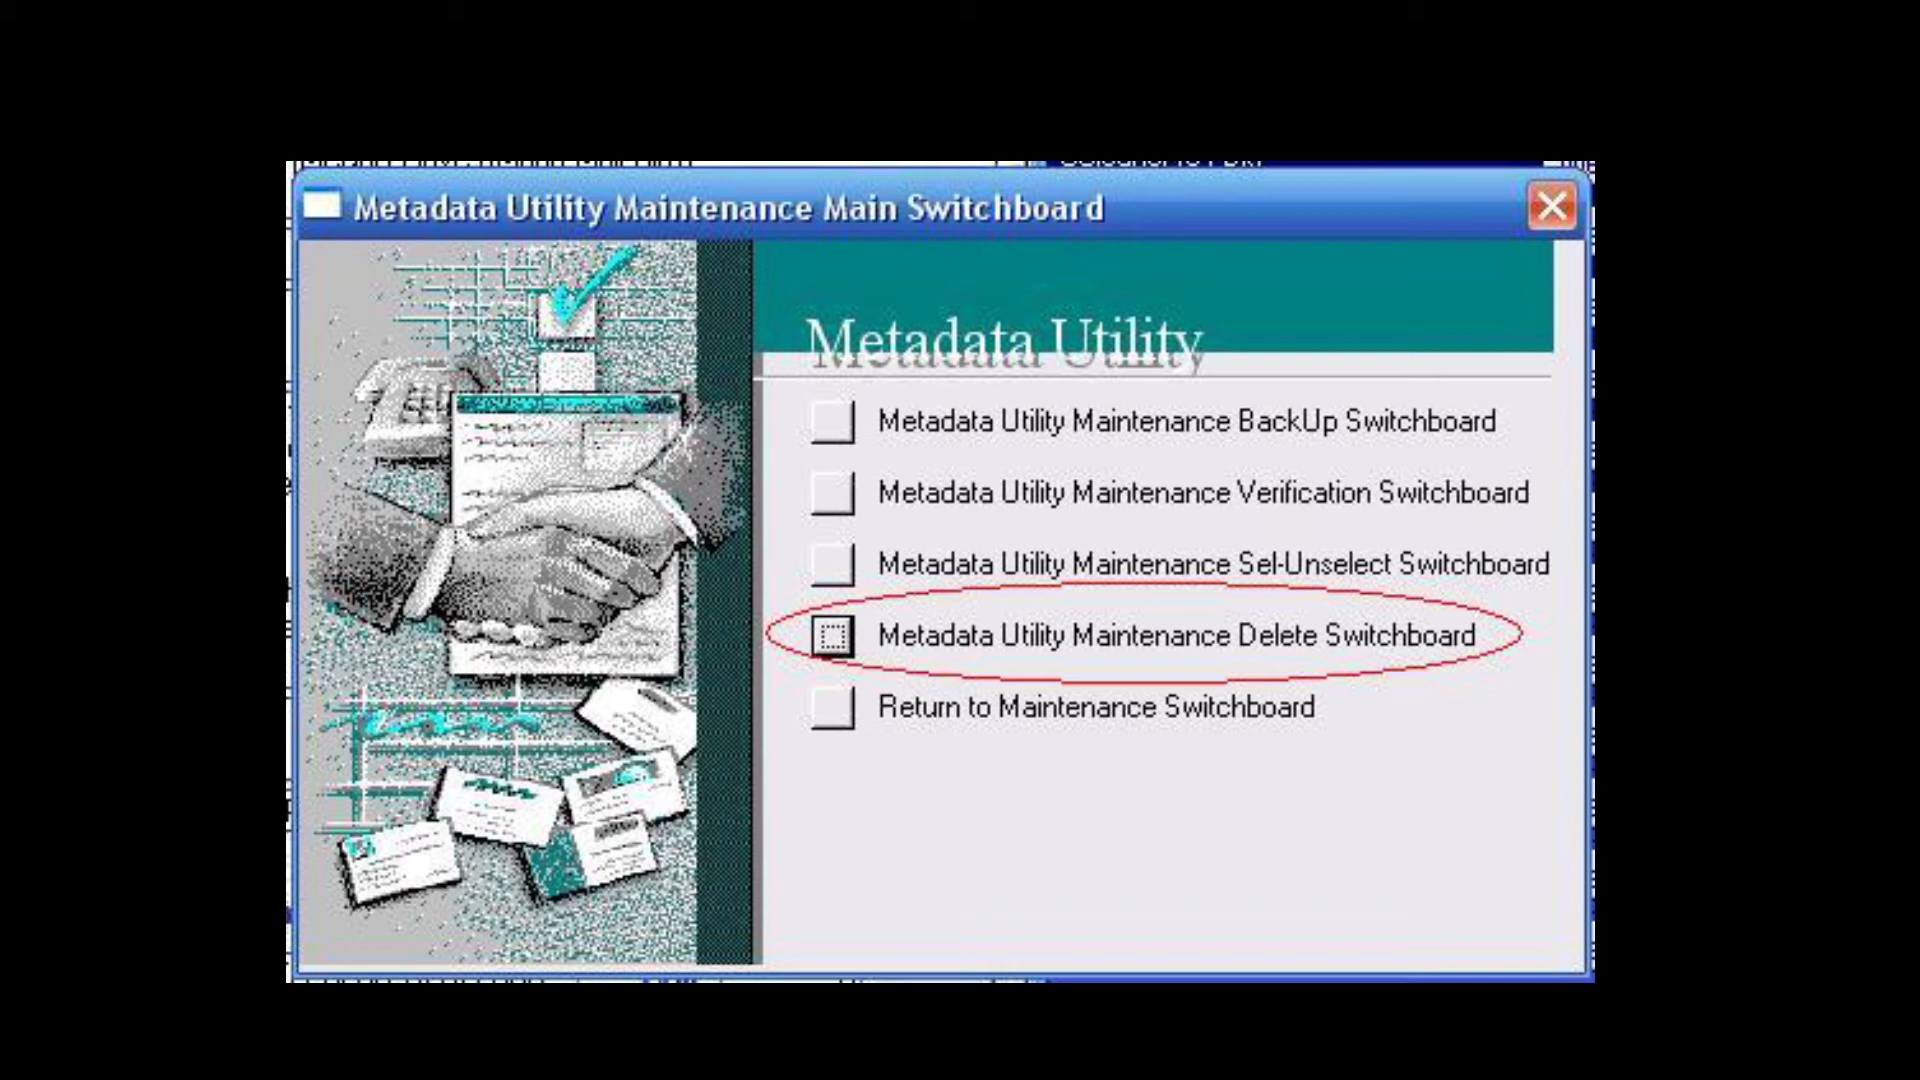 Metadata Utility Maintenance Main Switchboard
Metadata Utility
Metadata Utility Maintenance BackUp Switchboard
Metadata Utility Maintenance Verification Switchboard
Metadata Utility Maintenance Sel-Unselect Switchboard
Metadata Utility Maintenance Delete Switchboard
Return to Maintenance Switchboard